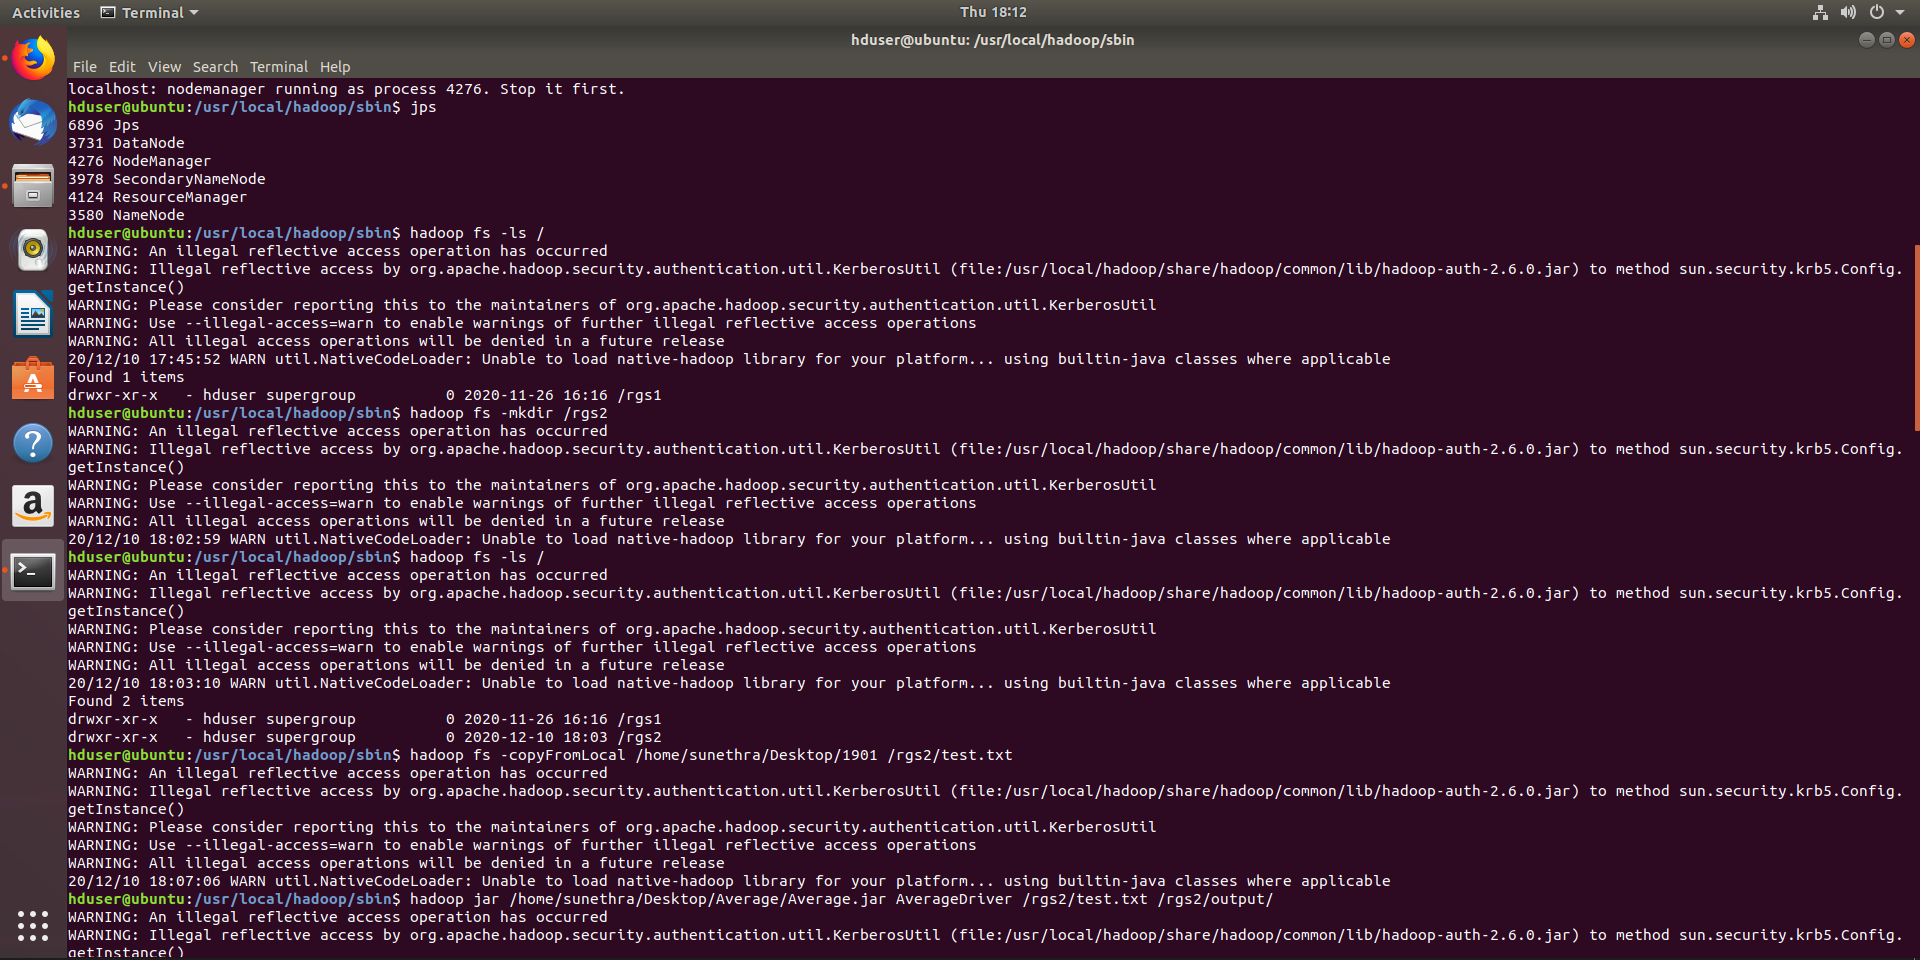 Activities Terminal Thu 18:12
hduser@ubuntu: /usr/local/hadoop/sbin
File Edit View Search Terminal Help
localhost: nodemanager running as process 4276. Stop it first.
hduser@ubuntu:/usr/local/hadoop/sbin$ jps
6896 Jps
3731 DataNode
4276 NodeManager
3978 SecondaryNameNode
4124 ResourceManager
3580 NameNode
hduser@ubuntu:/usr/local/hadoop/sbin$ hadoop fs -ls /
WARNING: An illegal reflective access operation has occurred
WARNING: Illegal reflective access by org.apache.hadoop.security.authentication.util.KerberosUtil (file:/usr/local/hadoop/share/hadoop/common/lib/hadoop-auth-2.6.0.jar) to method sun.security.krb5.Config.
getInstance()
WARNING: Please consider reporting this to the maintainers of org.apache.hadoop.security.authentication.util.KerberosUtil
WARNING: Use --illegal-access=warn to enable warnings of further illegal reflective access operations
WARNING: All illegal access operations will be denied in a future release
20/12/10 17:45:52 WARN util.NativeCodeLoader: Unable to load native-hadoop library for your platform... using builtin-java classes where applicable
Found 1 items
drwxr-xr-x   - hduser supergroup          0 2020-11-26 16:16 /rgs1
hduser@ubuntu:/usr/local/hadoop/sbin$ hadoop fs -mkdir /rgs2
WARNING: An illegal reflective access operation has occurred
WARNING: Illegal reflective access by org.apache.hadoop.security.authentication.util.KerberosUtil (file:/usr/local/hadoop/share/hadoop/common/lib/hadoop-auth-2.6.0.jar) to method sun.security.krb5.Config.
getInstance()
WARNING: Please consider reporting this to the maintainers of org.apache.hadoop.security.authentication.util.KerberosUtil
WARNING: Use --illegal-access=warn to enable warnings of further illegal reflective access operations
WARNING: All illegal access operations will be denied in a future release
20/12/10 18:02:59 WARN util.NativeCodeLoader: Unable to load native-hadoop library for your platform... using builtin-java classes where applicable
hduser@ubuntu:/usr/local/hadoop/sbin$ hadoop fs -ls /
WARNING: An illegal reflective access operation has occurred
WARNING: Illegal reflective access by org.apache.hadoop.security.authentication.util.KerberosUtil (file:/usr/local/hadoop/share/hadoop/common/lib/hadoop-auth-2.6.0.jar) to method sun.security.krb5.Config.
getInstance()
WARNING: Please consider reporting this to the maintainers of org.apache.hadoop.security.authentication.util.KerberosUtil
WARNING: Use --illegal-access=warn to enable warnings of further illegal reflective access operations
WARNING: All illegal access operations will be denied in a future release
20/12/10 18:03:10 WARN util.NativeCodeLoader: Unable to load native-hadoop library for your platform... using builtin-java classes where applicable
Found 2 items
drwxr-xr-x   - hduser supergroup          0 2020-11-26 16:16 /rgs1
drwxr-xr-x   - hduser supergroup          0 2020-12-10 18:03 /rgs2
hduser@ubuntu:/usr/local/hadoop/sbin$ hadoop fs -copyFromLocal /home/sunethra/Desktop/1901 /rgs2/test.txt
WARNING: An illegal reflective access operation has occurred
WARNING: Illegal reflective access by org.apache.hadoop.security.authentication.util.KerberosUtil (file:/usr/local/hadoop/share/hadoop/common/lib/hadoop-auth-2.6.0.jar) to method sun.security.krb5.Config.
getInstance()
WARNING: Please consider reporting this to the maintainers of org.apache.hadoop.security.authentication.util.KerberosUtil
WARNING: Use --illegal-access=warn to enable warnings of further illegal reflective access operations
WARNING: All illegal access operations will be denied in a future release
20/12/10 18:07:06 WARN util.NativeCodeLoader: Unable to load native-hadoop library for your platform... using builtin-java classes where applicable
hduser@ubuntu:/usr/local/hadoop/sbin$ hadoop jar /home/sunethra/Desktop/Average/Average.jar AverageDriver /rgs2/test.txt /rgs2/output/
WARNING: An illegal reflective access operation has occurred
WARNING: Illegal reflective access by org.apache.hadoop.security.authentication.util.KerberosUtil (file:/usr/local/hadoop/share/hadoop/common/lib/hadoop-auth-2.6.0.jar) to method sun.security.krb5.Config.
getInstance()